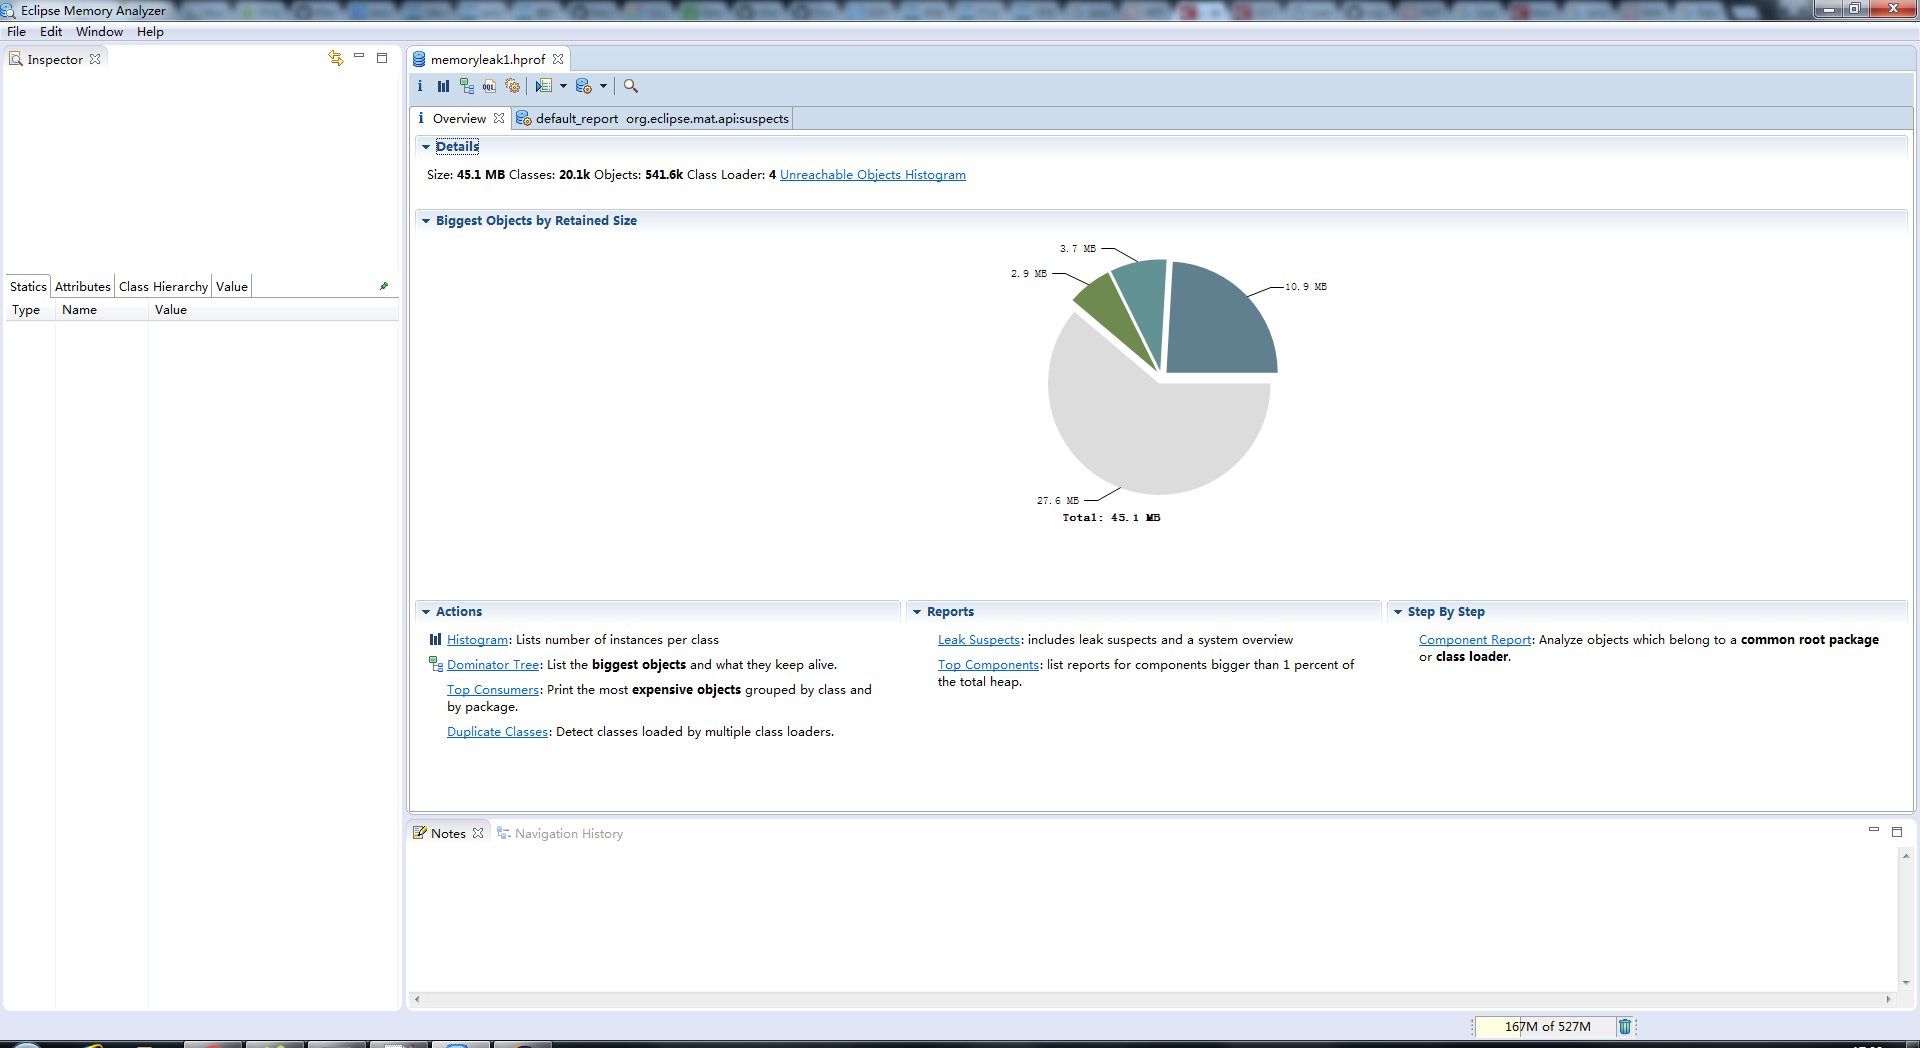 Eclipse Memory Analyzer
File Edit Window Help
Inspector
Statics Attributes Class Hierarchy Value
Type Name Value
memoryleak1.hprof
i OQL
i Overview default_report org.eclipse.mat.api:suspects
Details
Size: 45.1 MB Classes: 20.1k Objects: 541.6k Class Loader: 4 Unreachable Objects Histogram
Biggest Objects by Retained Size
3.7 MB
2.9 MB
10.9 MB
27.6 MB
Total: 45.1 MB
Actions
Histogram: Lists number of instances per class
Dominator Tree: List the biggest objects and what they keep alive.
Top Consumers: Print the most expensive objects grouped by class and
by package.
Duplicate Classes: Detect classes loaded by multiple class loaders.
Reports
Leak Suspects: includes leak suspects and a system overview
Top Components: list reports for components bigger than 1 percent of
the total heap.
Step By Step
Component Report: Analyze objects which belong to a common root package
or class loader.
Notes Navigation History
167M of 527M